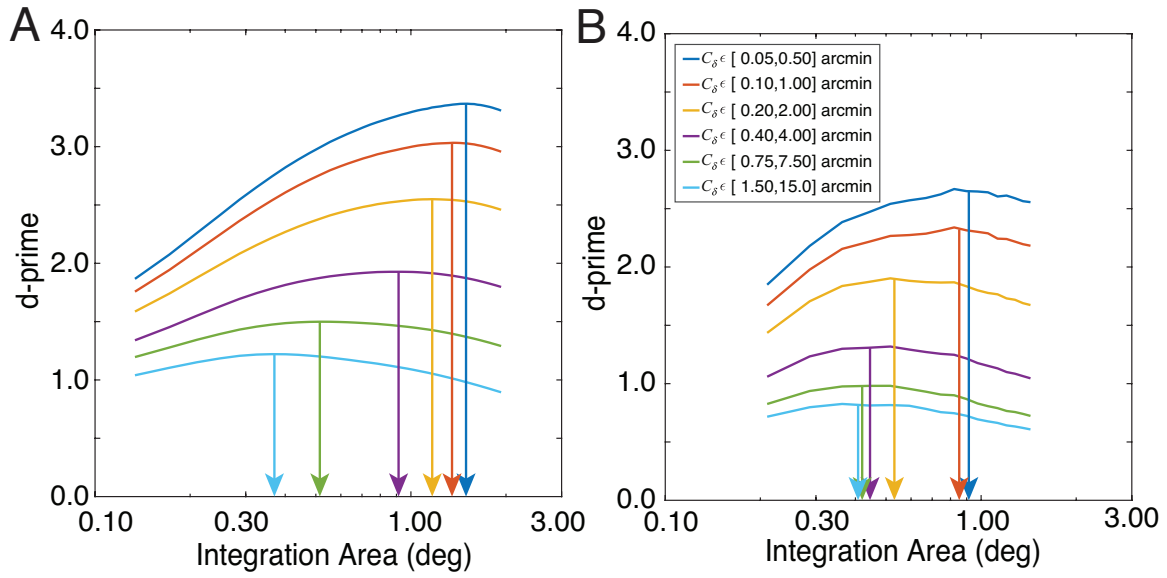 A
4.0
3.0
2.0
1.0
0.0
d-prime
0.10
0.30
1.00
3.00
Integration Area (deg)
B
4.0
3.0
2.0
1.0
0.0
d-prime
0.10
0.30
1.00
3.00
Integration Area (deg)
C_δ ϵ [ 0.05,0.50] arcmin
C_δ ϵ [ 0.10,1.00] arcmin
C_δ ϵ [ 0.20,2.00] arcmin
C_δ ϵ [ 0.40,4.00] arcmin
C_δ ϵ [ 0.75,7.50] arcmin
C_δ ϵ [ 1.50,15.0] arcmin